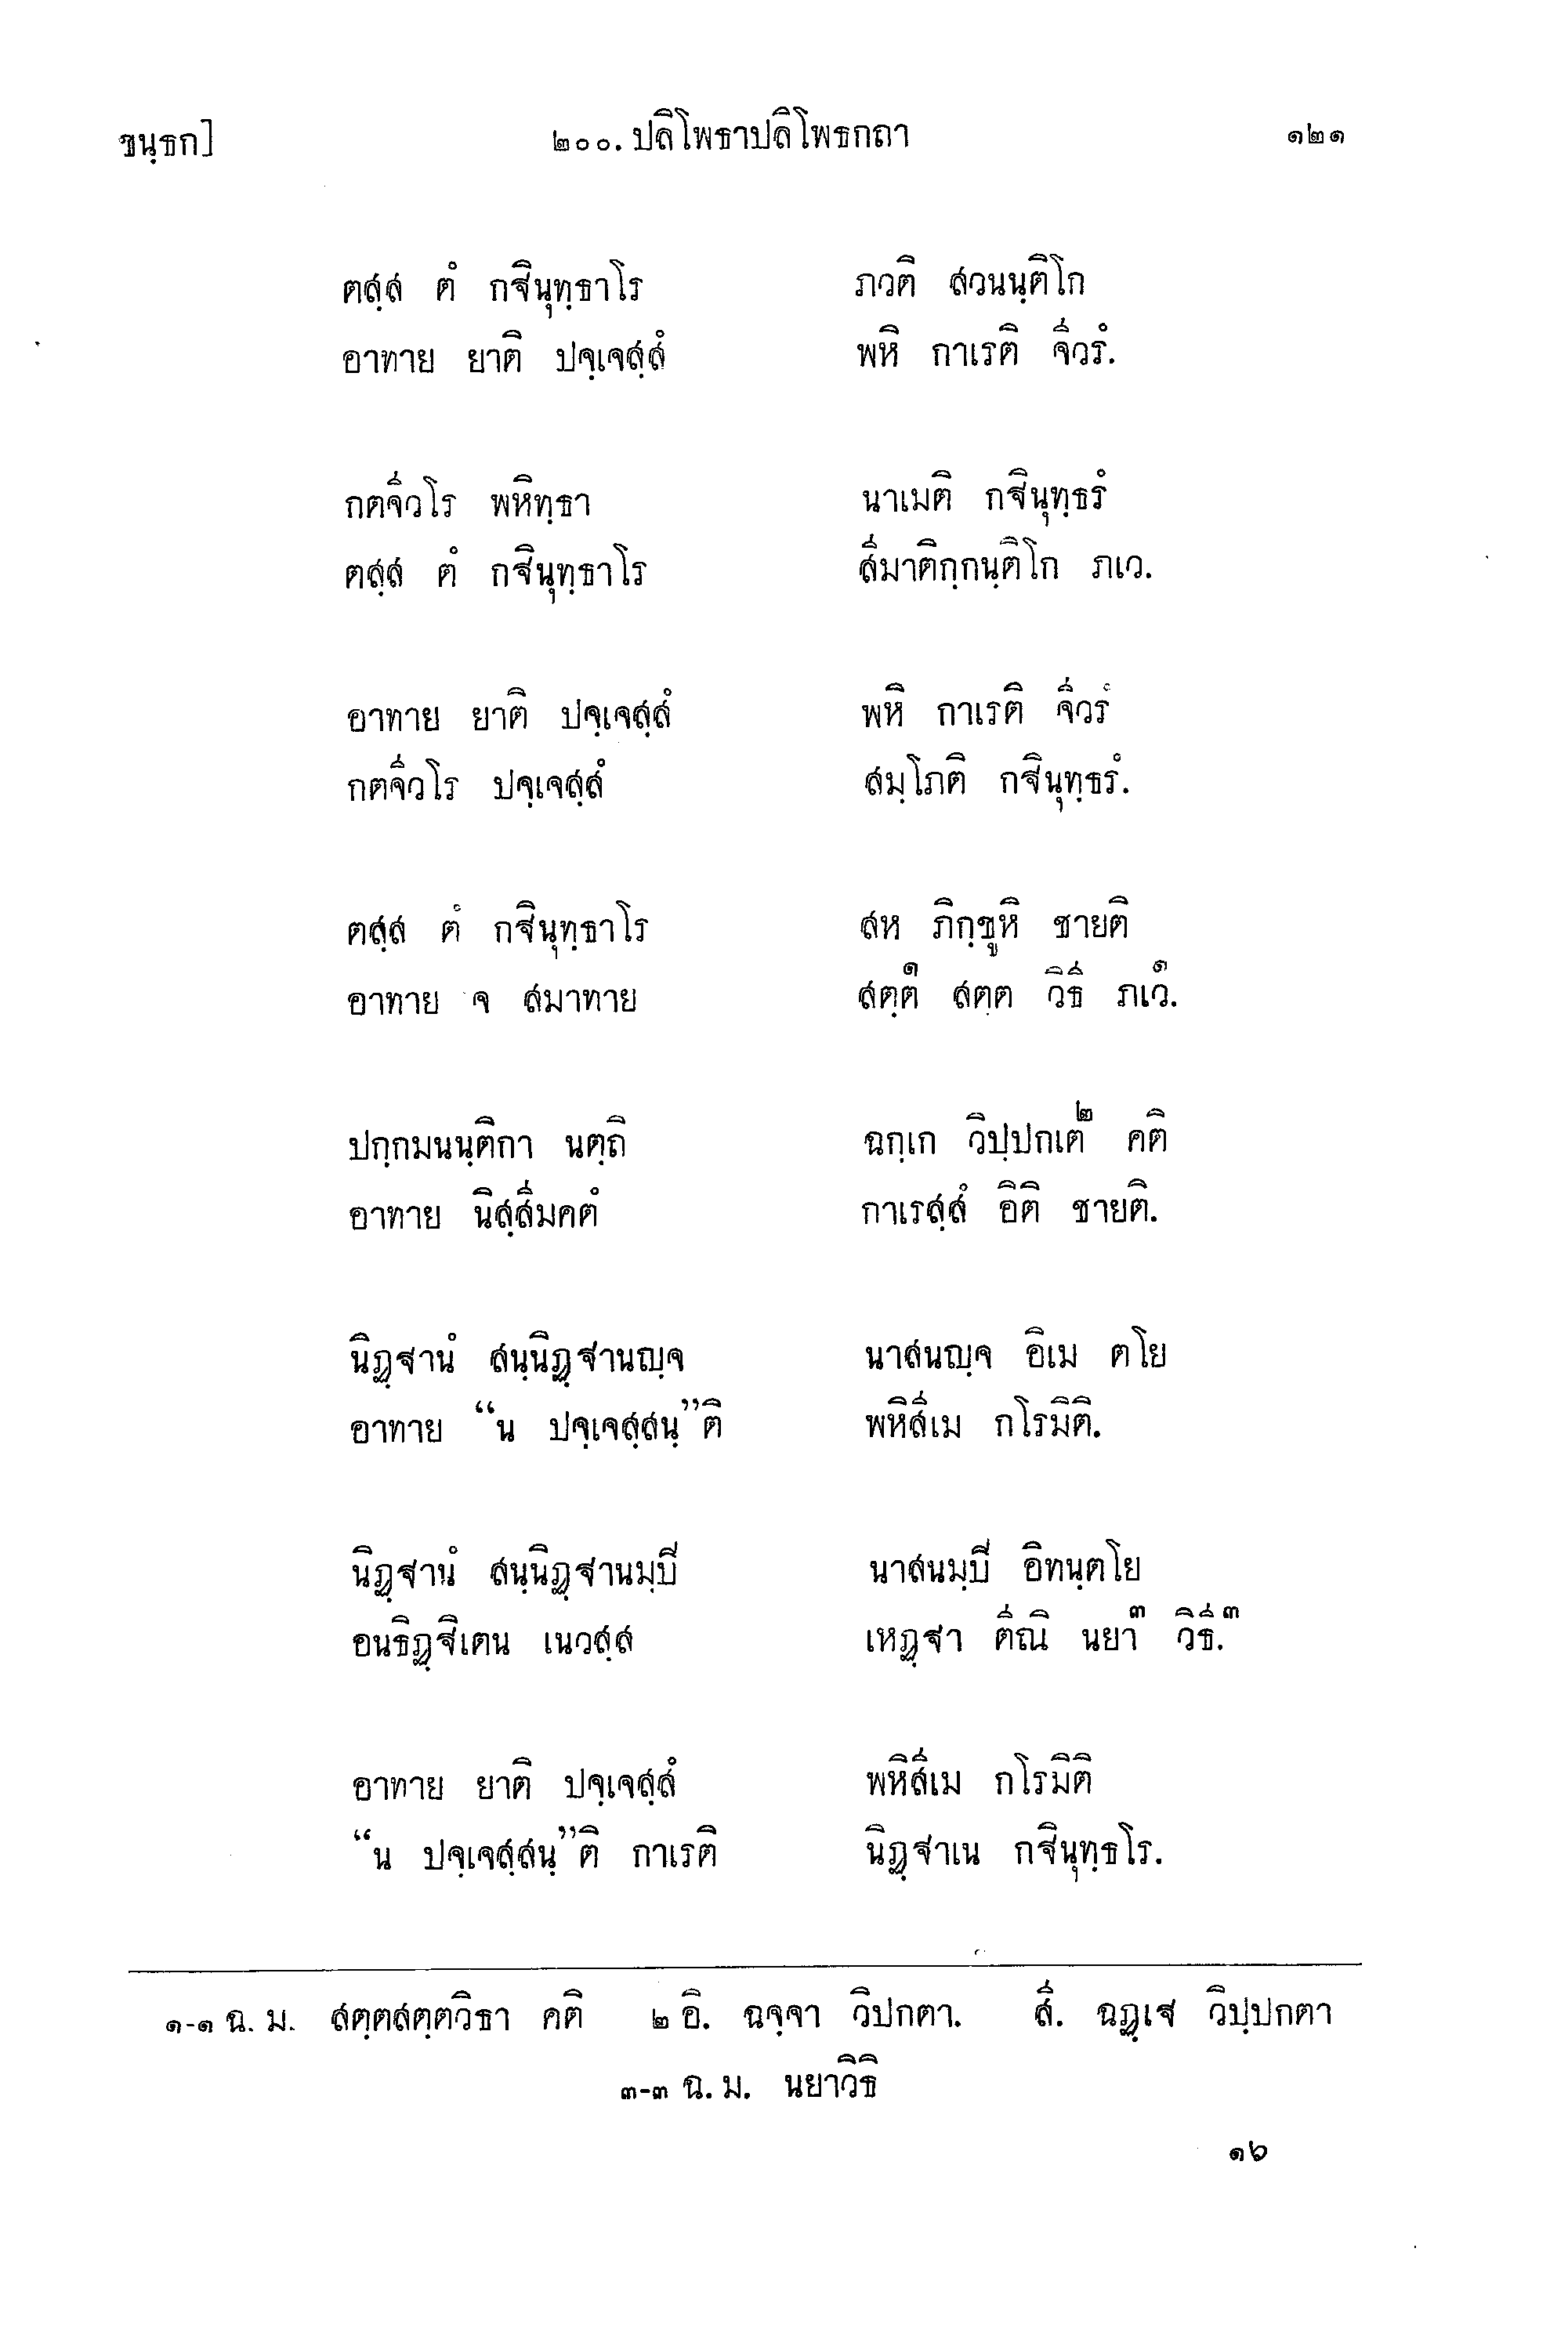 ขนฺธก] ๒๐๐. ปลิโพธาปลิโพธกถา ๑๒๑
ตสฺส ตํ กฐินุทฺธาโร ภวติ สวนนฺติโก
อาทาย ยาติ ปจฺเจสฺสํ พหิ กาเรติ จีวรํ.
กตจีวโร พหิทฺธา นาเมติ กฐินุทฺธรํ
ตสฺส ตํ กฐินุทฺธาโร สีมาติกฺกนฺติโก ภเว.
อาทาย ยาติ ปจฺเจสฺสํ พหิ กาเรติ จีวรํ
กตจีวโร ปจฺเจสฺสํ สมฺโภติ กฐินุทฺธรํ.
ตสฺส ตํ กฐินุทฺธาโร สห ภิกฺขูหิ ชายติ
อาทาย จ สมาทาย สตฺต๑ สตฺต วิธี ภเว๑.
ปกฺกมนนฺติกา นตฺถิ ฉกฺเก วิปฺปกเต๒ คติ
อาทาย นิสฺสีมคตํ กาเรสฺสํ อิติ ชายติ.
นิฏฺฐานํ สนฺนิฏฺฐานญฺจ นาสนญฺจ อิเม ตโย
อาทาย “น ปจฺเจสฺสนฺ”ติ พหิสีเม กโรมิติ.
นิฏฺฐานํ สนฺนิฏฺฐานมฺปี นาสนมฺปี อิทนฺตโย
อนธิฏฺฐิเตน เนวสฺส เหฏฺฐา ตีณิ นยา๓ วิธี.๓
อาทาย ยาติ ปจฺเจสฺสํ พหิสีเม กโรมิติ
“น ปจฺเจสฺสนฺ”ติ กาเรติ นิฏฺฐาเน กฐินุทฺธโร.
๑-๑ ฉ. ม. สตฺตสตฺตวิธา คติ ๒ อิ. ฉจฺจา วิปกตา. สี. ฉฏฺเฐ วิปฺปกตา
๓-๓ ฉ. ม. นยาวิธิ
๑๖